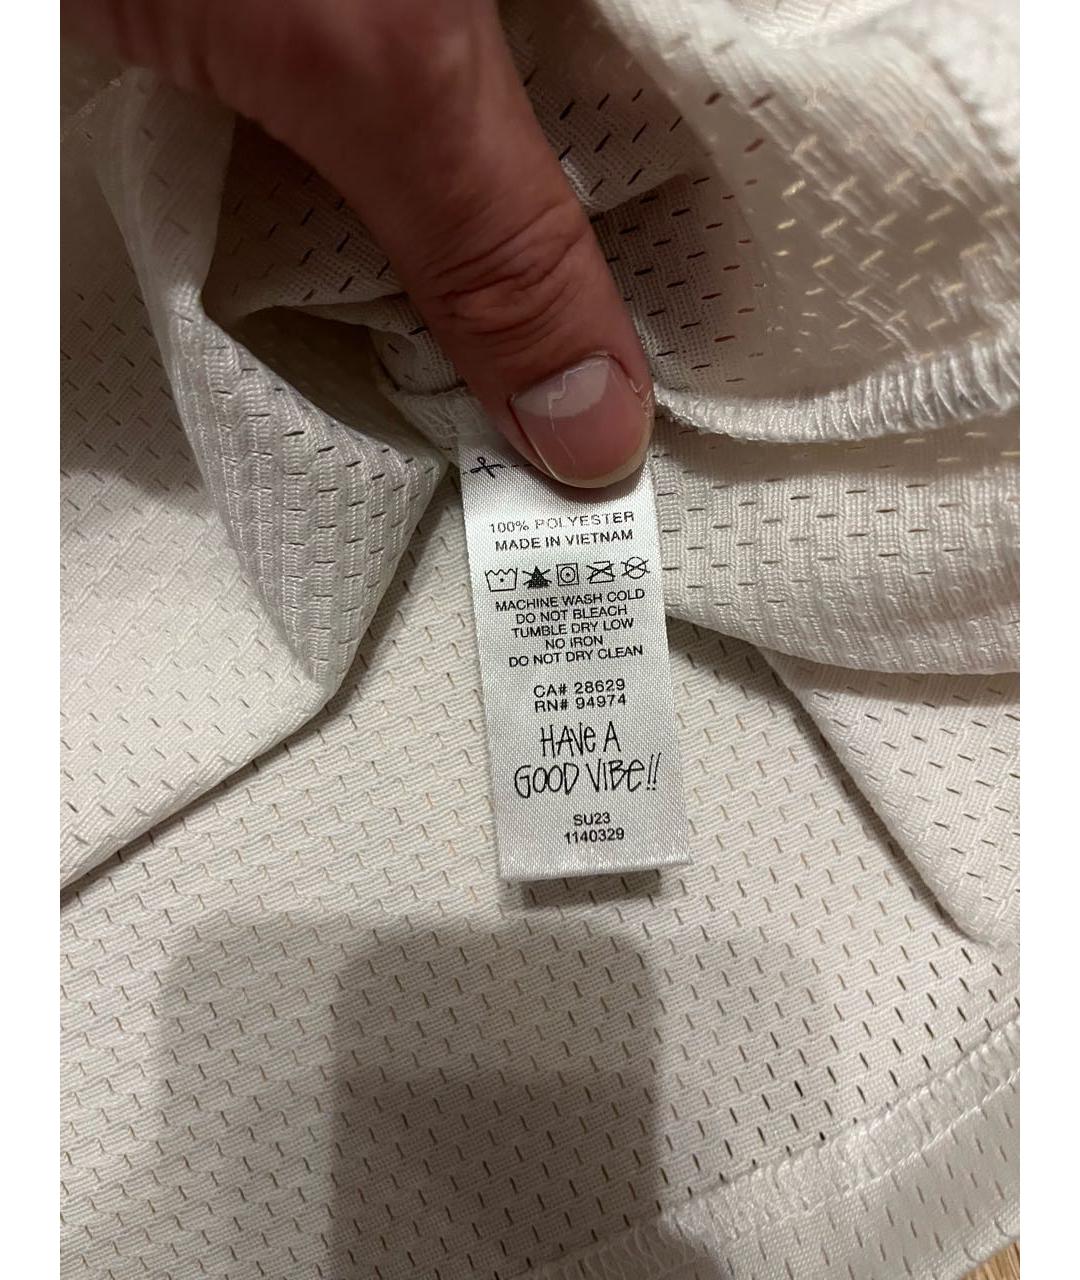 100% POLYESTER
MADE IN VIETNAM
MACHINE WASH COLD
DO NOT BLEACH
TUMBLE DRY LOW
NO IRON
DO NOT DRY CLEAN
CA# 28629
RN# 94974
HAVe A
GOOD VIBe!!
SU23
1140329